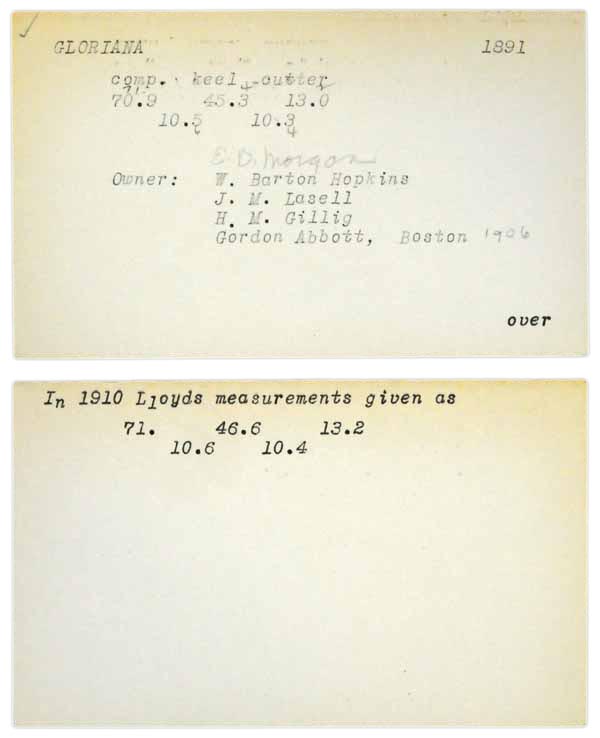 GLORIANA 1891
comp. keel cutter
70.9 45.3 13.0
10.5 10.3
4
E. D. Morgan
Owner: W. Barton Hopkins
J. M. Lasell
H. M. Gillig
Gordon Abbott, Boston 1906
over
In 1910 Lloyds measurements given as
71. 46.6 13.2
10.6 10.4